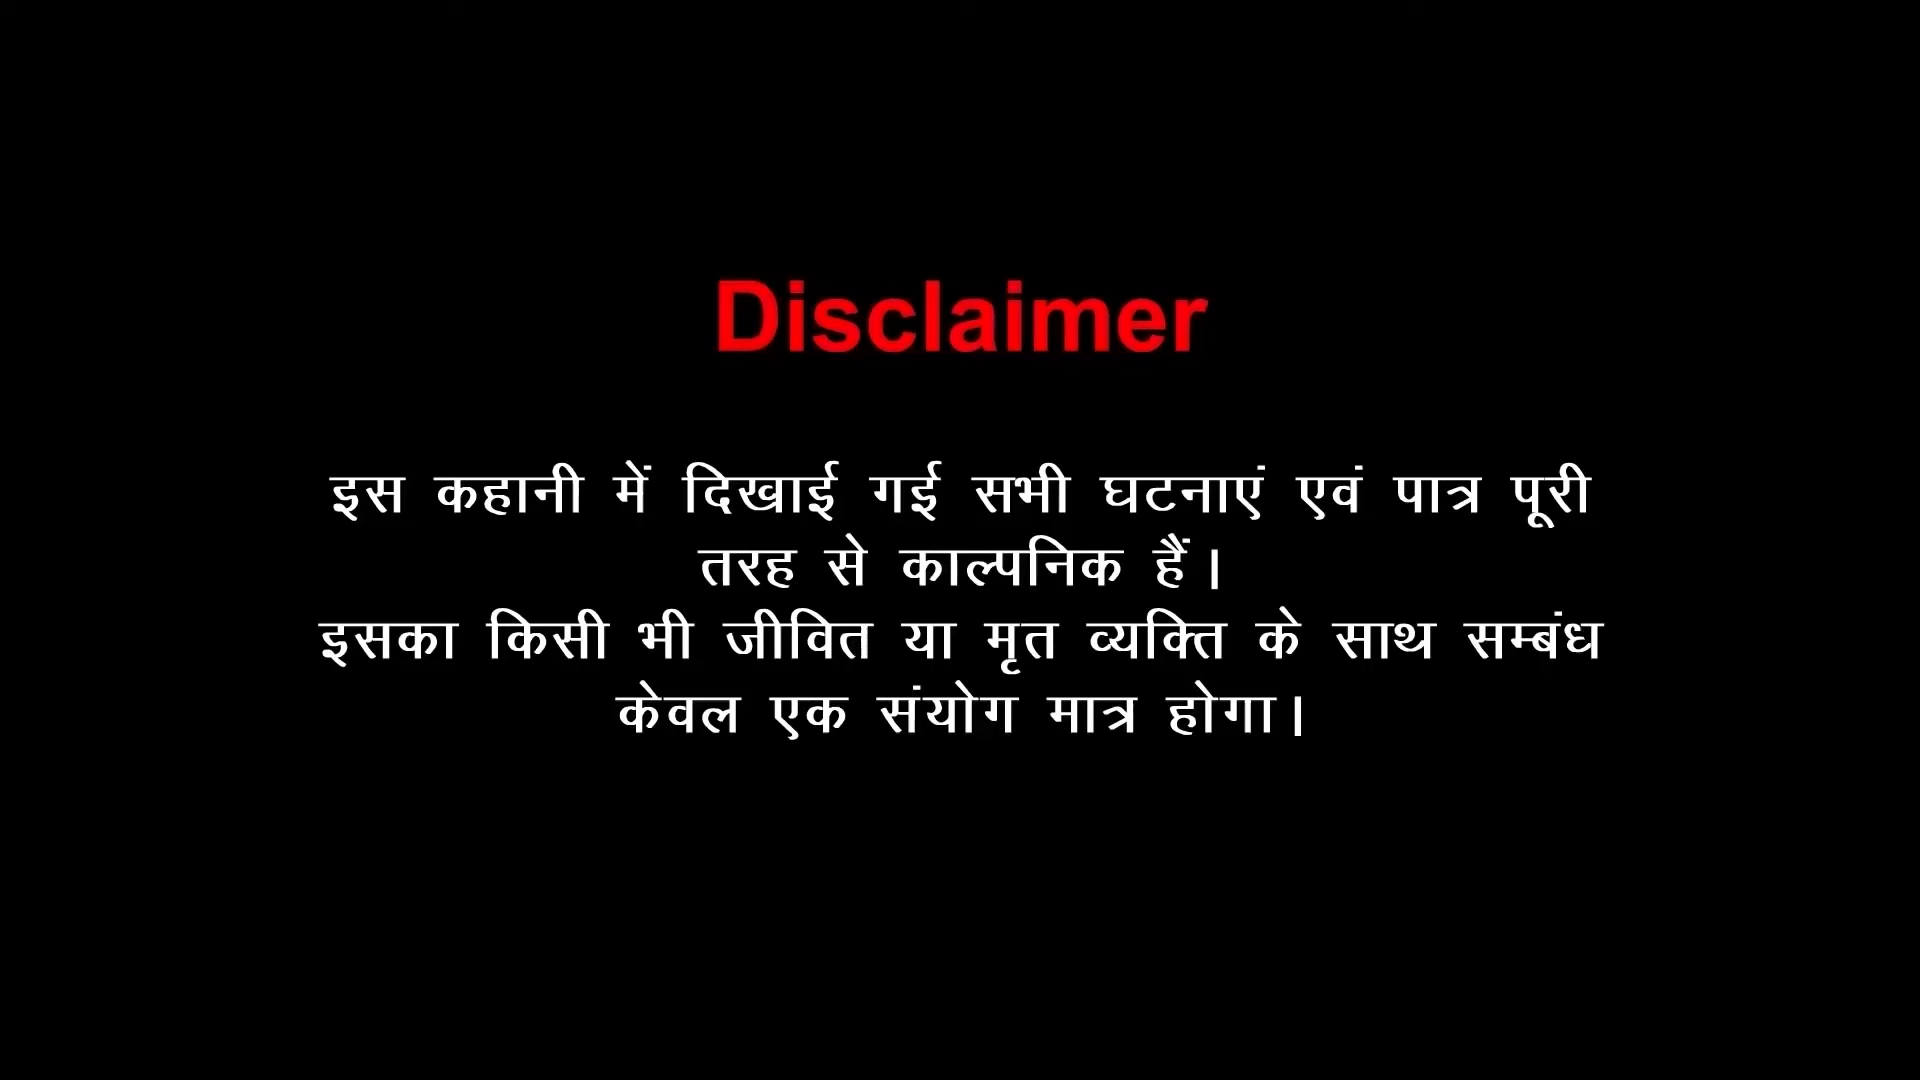 Disclaimer
इस कहानी में दिखाई गई सभी घटनाएं एवं पात्र पूरी
तरह से काल्पनिक हैं।
इसका किसी भी जीवित या मृत व्यक्ति के साथ सम्बंध
केवल एक संयोग मात्र होगा।